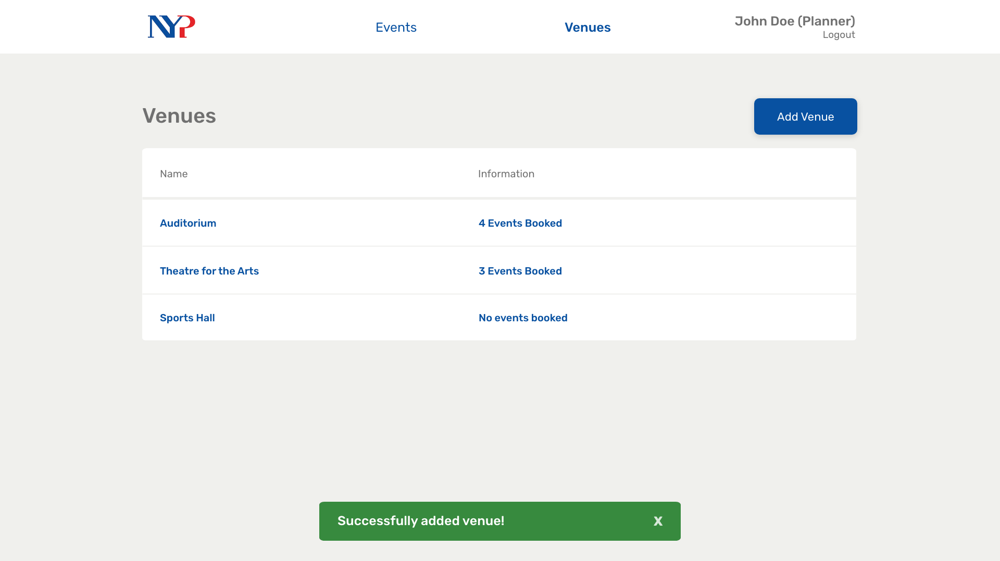 NYP
Events
Venues
John Doe (Planner)
Logout
Venues
Add Venue
Name
Information
Auditorium
4 Events Booked
Theatre for the Arts
3 Events Booked
Sports Hall
No events booked
Successfully added venue!
X